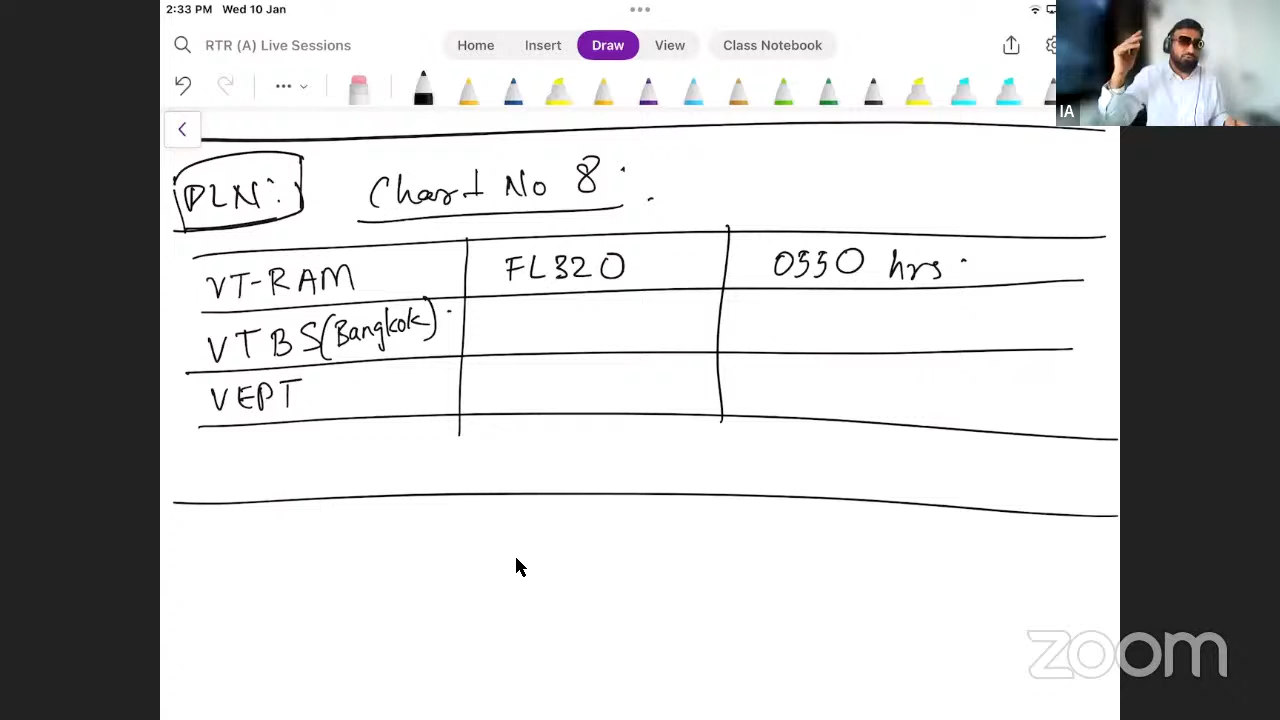 2:33 PM Wed 10 Jan
RTR (A) Live Sessions Home Insert Draw View Class Notebook
IA
PLN: Chart No 8
VT-RAM FL320 0330 hrs
VTBS (Bangkok)
VEPT
zoom